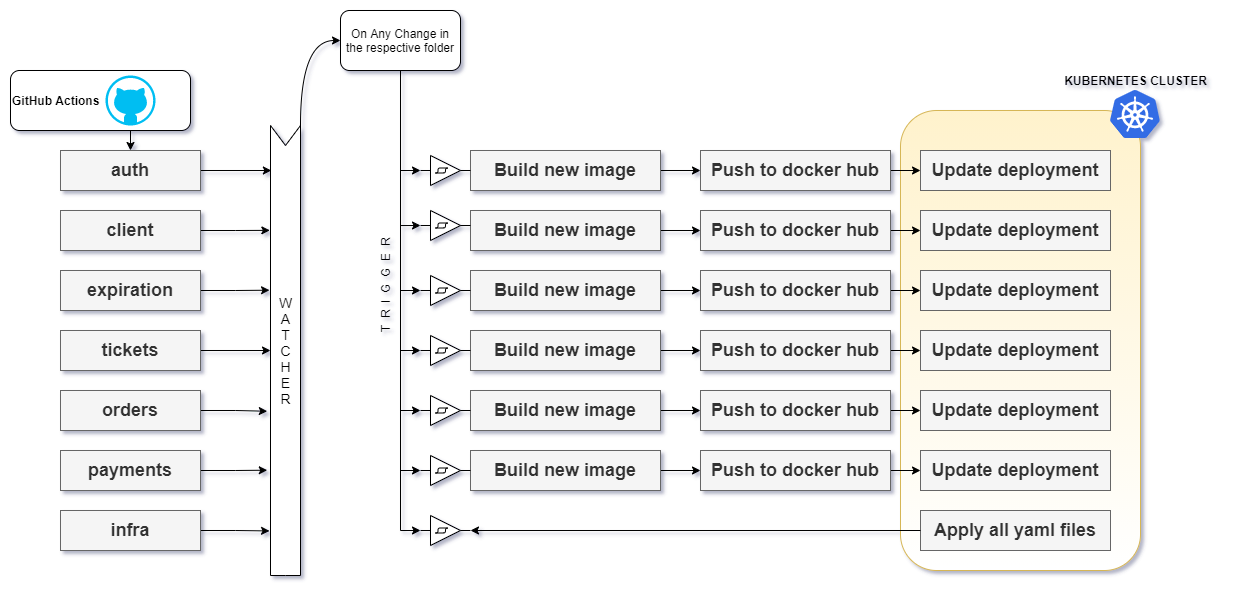 On Any Change in
the respective folder
GitHub Actions
KUBERNETES CLUSTER
auth
Build new image
Push to docker hub
Update deployment
client
Build new image
Push to docker hub
Update deployment
expiration
Build new image
Push to docker hub
Update deployment
WATCHER
TRIGGER
tickets
Build new image
Push to docker hub
Update deployment
orders
Build new image
Push to docker hub
Update deployment
payments
Build new image
Push to docker hub
Update deployment
infra
Apply all yaml files